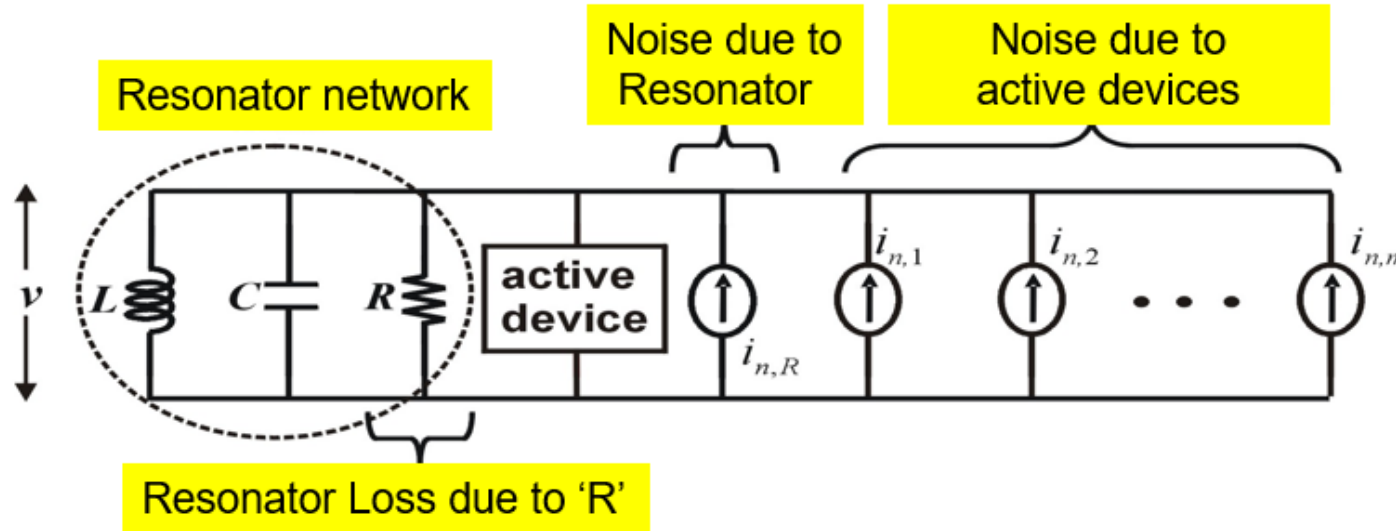 Noise due to
Resonator
Noise due to
active devices
Resonator network
v
L
C
R
active
device
i_{n,R}
i_{n,1}
i_{n,2}
• • •
i_{n,n}
Resonator Loss due to ‘R’